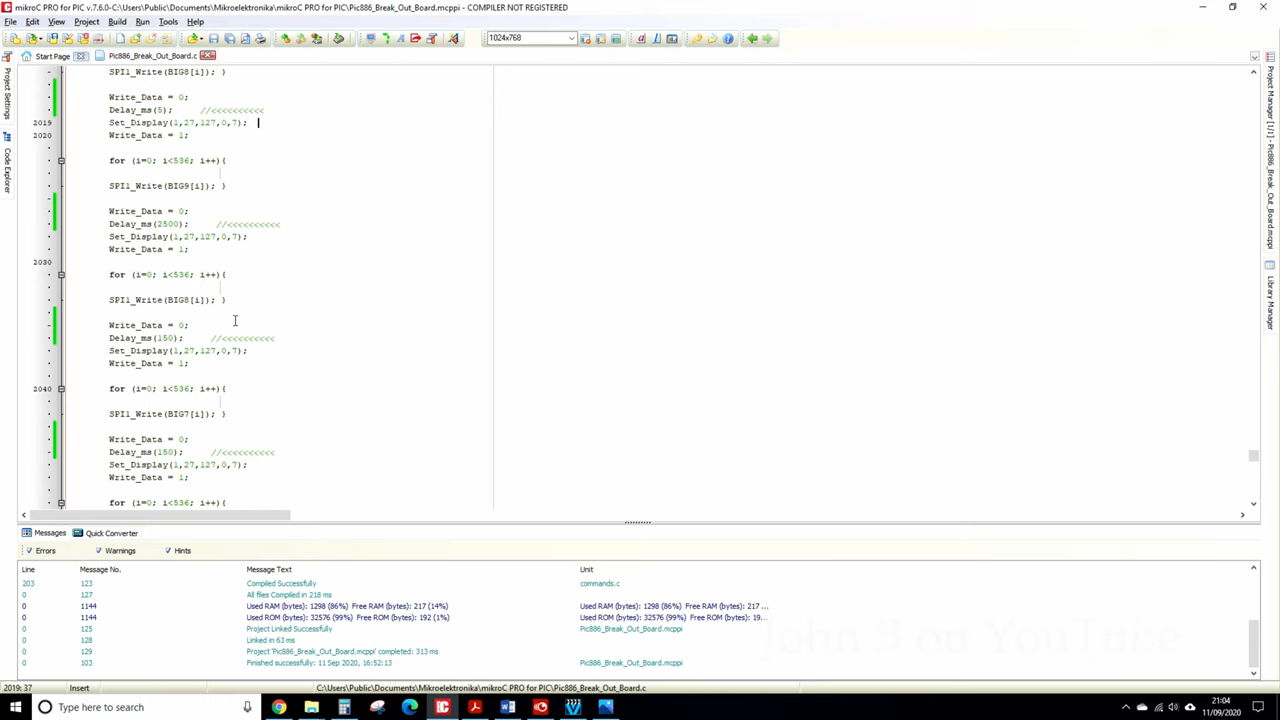 mikroC PRO for PIC v.7.6.0-C:\Users\Public\Documents\Mikroelektronika\mikroC PRO for PIC\Pic886_Break_Out_Board.mcppi - COMPILER NOT REGISTERED
File Edit View Project Build Run Tools Help
1024x768
Start Page Pic886_Break_Out_Board.c
SPI1_Write(BIG8[i]); }
Write_Data = 0;
Delay_ms(5); //<<<<<<<<<<
2019 Set_Display(1,27,127,0,7);
2020 Write_Data = 1;
for (i=0; i<536; i++){
SPI1_Write(BIG9[i]); }
Write_Data = 0;
Delay_ms(2500); //<<<<<<<<<<
Set_Display(1,27,127,0,7);
Write_Data = 1;
2030
for (i=0; i<536; i++){
SPI1_Write(BIG8[i]); }
Write_Data = 0;
Delay_ms(150); //<<<<<<<<<<
Set_Display(1,27,127,0,7);
Write_Data = 1;
2040 for (i=0; i<536; i++){
SPI1_Write(BIG7[i]); }
Write_Data = 0;
Delay_ms(150); //<<<<<<<<<<
Set_Display(1,27,127,0,7);
Write_Data = 1;
for (i=0; i<536; i++){
Project Settings
Code Explorer
Project Manager [1/1] - Pic886_Break_Out_Board.mcppi
Library Manager
Messages Quick Converter
Errors Warnings Hints
Line Message No. Message Text Unit
203 123 Compiled Successfully commands.c
0 127 All files Compiled in 218 ms
0 1144 Used RAM (bytes): 1298 (86%) Free RAM (bytes): 217 (14%) Used RAM (bytes): 1298 (86%) Free RAM (bytes): 217 ...
0 1144 Used ROM (bytes): 32576 (99%) Free ROM (bytes): 192 (1%) Used ROM (bytes): 32576 (99%) Free ROM (bytes): 19...
0 125 Project Linked Successfully Pic886_Break_Out_Board.mcppi
0 128 Linked in 63 ms
0 129 Project 'Pic886_Break_Out_Board.mcppi' completed: 313 ms
0 103 Finished successfully: 11 Sep 2020, 16:52:13 Pic886_Break_Out_Board.mcppi
John B on YouTube
2019: 37 Insert C:\Users\Public\Documents\Mikroelektronika\mikroC PRO for PIC\Pic886_Break_Out_Board.c
Type here to search
21:04
11/09/2020